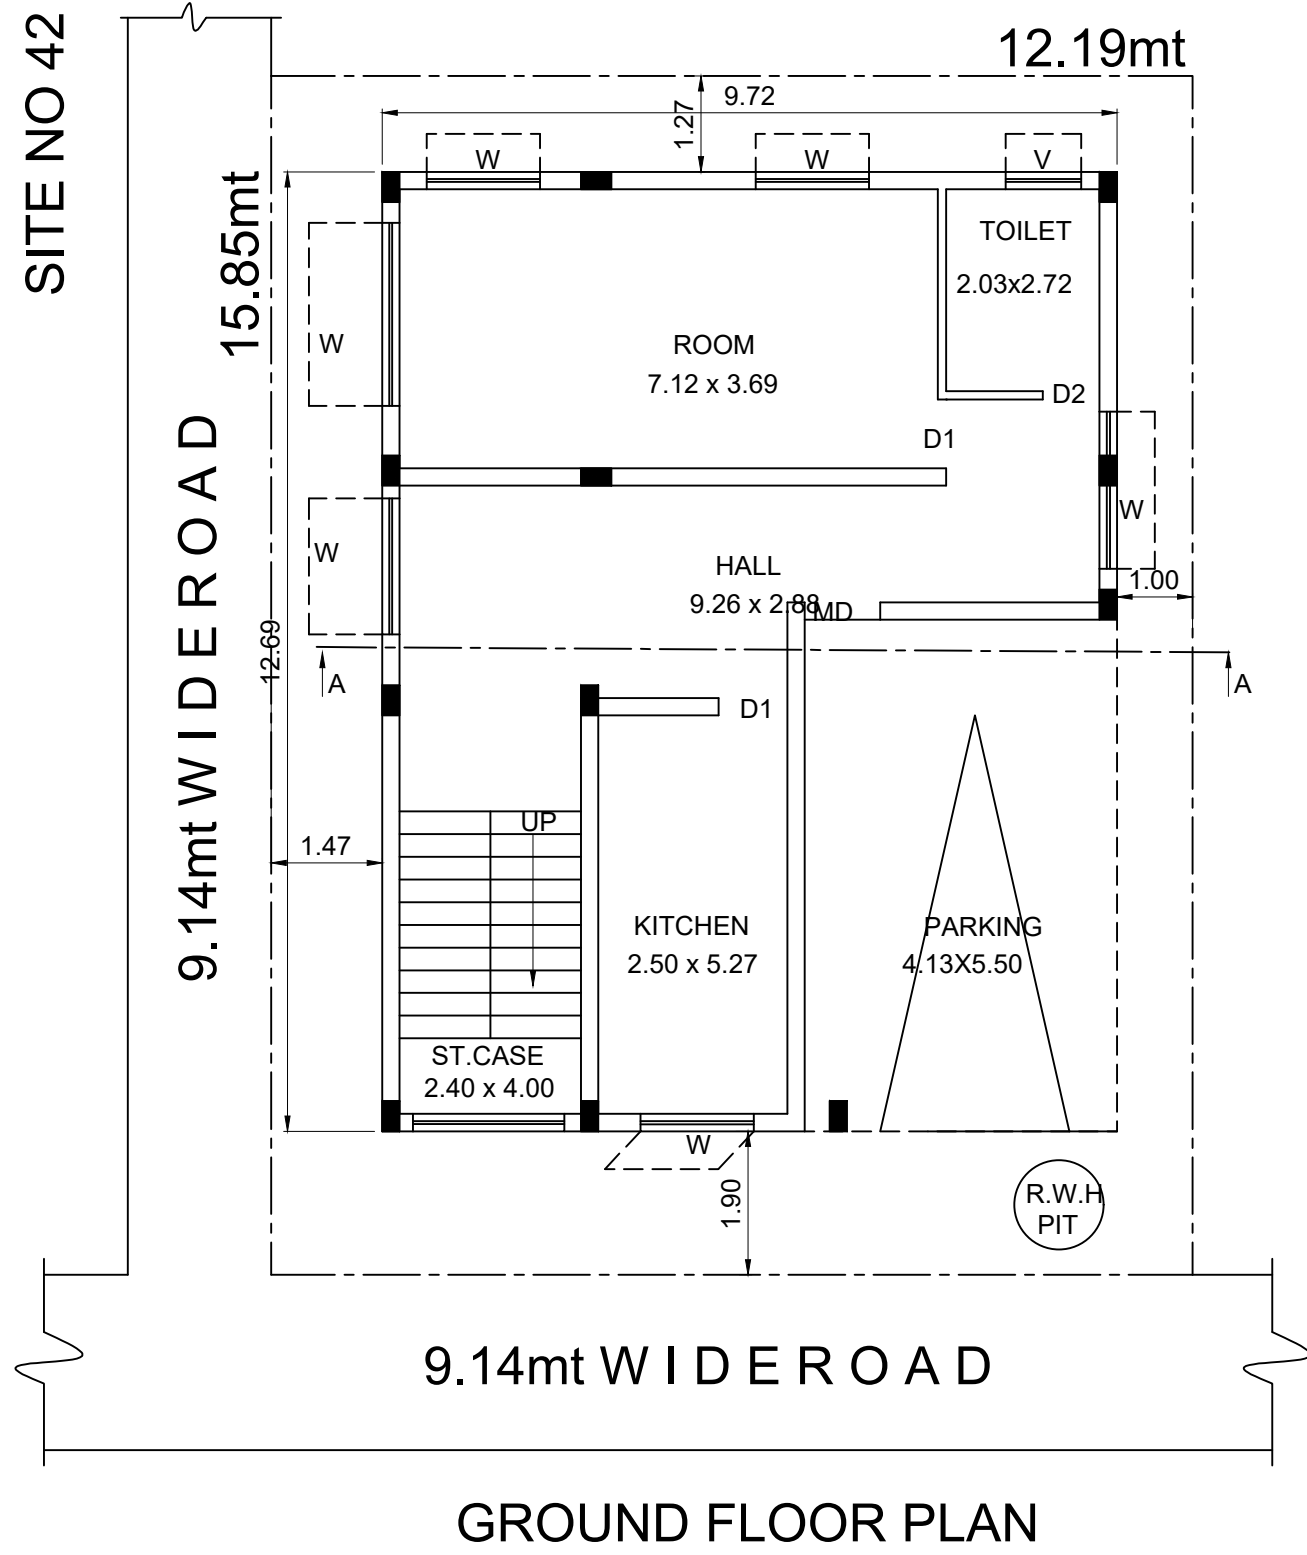 SITE NO 42
12.19mt
9.72
1.27
W
W
V
15.85mt
TOILET
2.03x2.72
W
ROOM
7.12 x 3.69
D2
D1
9.14mt W I D E R O A D
W
W
HALL
9.26 x 2.88
MD
1.00
12.69
A
A
D1
UP
1.47
KITCHEN
2.50 x 5.27
PARKING
4.13X5.50
ST.CASE
2.40 x 4.00
W
1.90
R.W.H
PIT
9.14mt W I D E R O A D
GROUND FLOOR PLAN